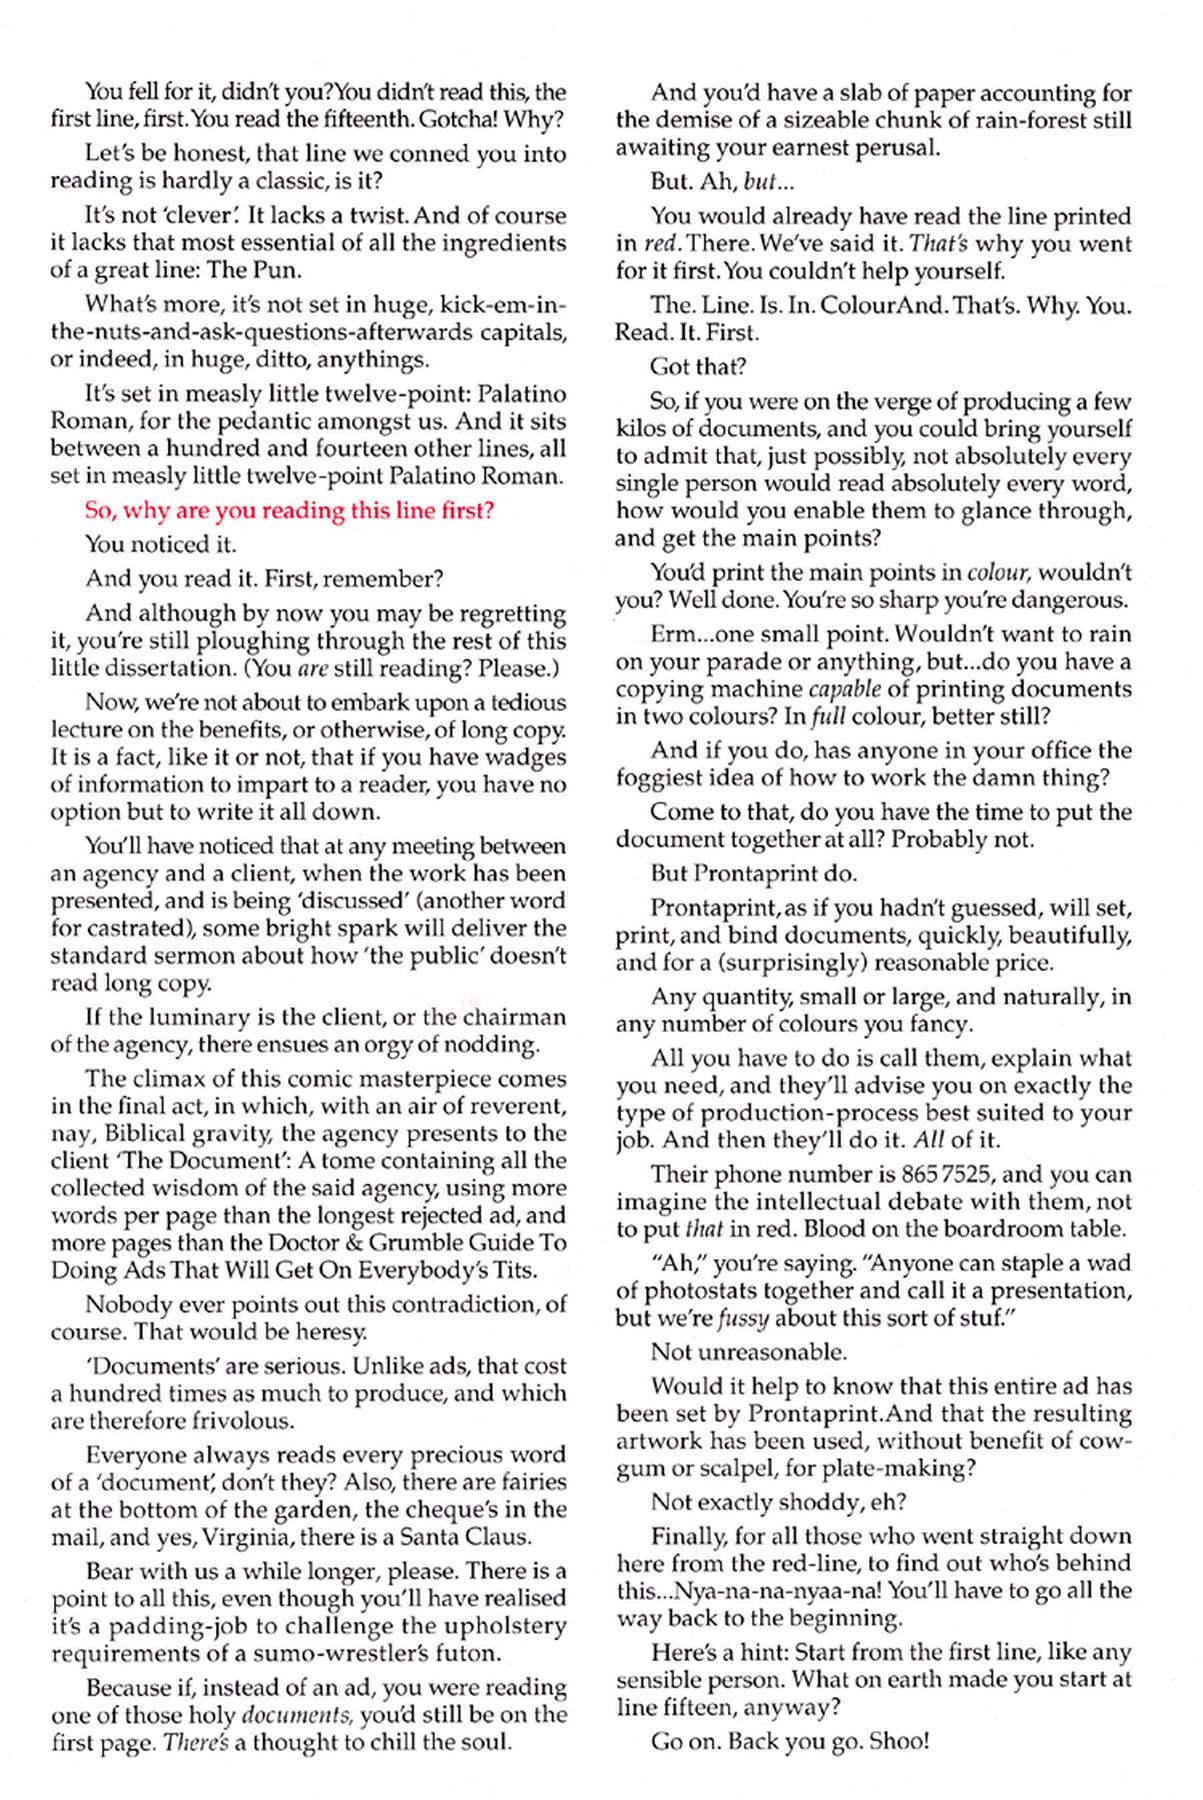 You fell for it, didn't you?You didn't read this, the
first line, first. You read the fifteenth. Gotcha! Why?
Let's be honest, that line we conned you into
reading is hardly a classic, is it?
It's not 'clever'. It lacks a twist. And of course
it lacks that most essential of all the ingredients
of a great line: The Pun.
What's more, it's not set in huge, kick-em-in-
the-nuts-and-ask-questions-afterwards capitals,
or indeed, in huge, ditto, anythings.
It's set in measly little twelve-point: Palatino
Roman, for the pedantic amongst us. And it sits
between a hundred and fourteen other lines, all
set in measly little twelve-point Palatino Roman.
So, why are you reading this line first?
You noticed it.
And you read it. First, remember?
And although by now you may be regretting
it, you're still ploughing through the rest of this
little dissertation. (You are still reading? Please.)
Now, we're not about to embark upon a tedious
lecture on the benefits, or otherwise, of long copy.
It is a fact, like it or not, that if you have wadges
of information to impart to a reader, you have no
option but to write it all down.
You'll have noticed that at any meeting between
an agency and a client, when the work has been
presented, and is being 'discussed' (another word
for castrated), some bright spark will deliver the
standard sermon about how 'the public' doesn't
read long copy.
If the luminary is the client, or the chairman
of the agency, there ensues an orgy of nodding.
The climax of this comic masterpiece comes
in the final act, in which, with an air of reverent,
nay, Biblical gravity, the agency presents to the
client 'The Document': A tome containing all the
collected wisdom of the said agency, using more
words per page than the longest rejected ad, and
more pages than the Doctor & Grumble Guide To
Doing Ads That Will Get On Everybody's Tits.
Nobody ever points out this contradiction, of
course. That would be heresy.
'Documents' are serious. Unlike ads, that cost
a hundred times as much to produce, and which
are therefore frivolous.
Everyone always reads every precious word
of a 'document', don't they? Also, there are fairies
at the bottom of the garden, the cheque's in the
mail, and yes, Virginia, there is a Santa Claus.
Bear with us a while longer, please. There is a
point to all this, even though you'll have realised
it's a padding-job to challenge the upholstery
requirements of a sumo-wrestler's futon.
Because if, instead of an ad, you were reading
one of those holy documents, you'd still be on the
first page. There's a thought to chill the soul.
And you'd have a slab of paper accounting for
the demise of a sizeable chunk of rain-forest still
awaiting your earnest perusal.
But. Ah, but...
You would already have read the line printed
in red. There. We've said it. That's why you went
for it first. You couldn't help yourself.
The. Line. Is. In. ColourAnd. That's. Why. You.
Read. It. First.
Got that?
So, if you were on the verge of producing a few
kilos of documents, and you could bring yourself
to admit that, just possibly, not absolutely every
single person would read absolutely every word,
how would you enable them to glance through,
and get the main points?
You'd print the main points in colour, wouldn't
you? Well done. You're so sharp you're dangerous.
Erm...one small point. Wouldn't want to rain
on your parade or anything, but...do you have a
copying machine capable of printing documents
in two colours? In full colour, better still?
And if you do, has anyone in your office the
foggiest idea of how to work the damn thing?
Come to that, do you have the time to put the
document together at all? Probably not.
But Prontaprint do.
Prontaprint, as if you hadn't guessed, will set,
print, and bind documents, quickly, beautifully,
and for a (surprisingly) reasonable price.
Any quantity, small or large, and naturally, in
any number of colours you fancy.
All you have to do is call them, explain what
you need, and they'll advise you on exactly the
type of production-process best suited to your
job. And then they'll do it. All of it.
Their phone number is 865 7525, and you can
imagine the intellectual debate with them, not
to put that in red. Blood on the boardroom table.
"Ah," you're saying. "Anyone can staple a wad
of photostats together and call it a presentation,
but we're fussy about this sort of stuf."
Not unreasonable.
Would it help to know that this entire ad has
been set by Prontaprint.And that the resulting
artwork has been used, without benefit of cow-
gum or scalpel, for plate-making?
Not exactly shoddy, eh?
Finally, for all those who went straight down
here from the red-line, to find out who's behind
this...Nya-na-na-nyaa-na! You'll have to go all the
way back to the beginning.
Here's a hint: Start from the first line, like any
sensible person. What on earth made you start at
line fifteen, anyway?
Go on. Back you go. Shoo!